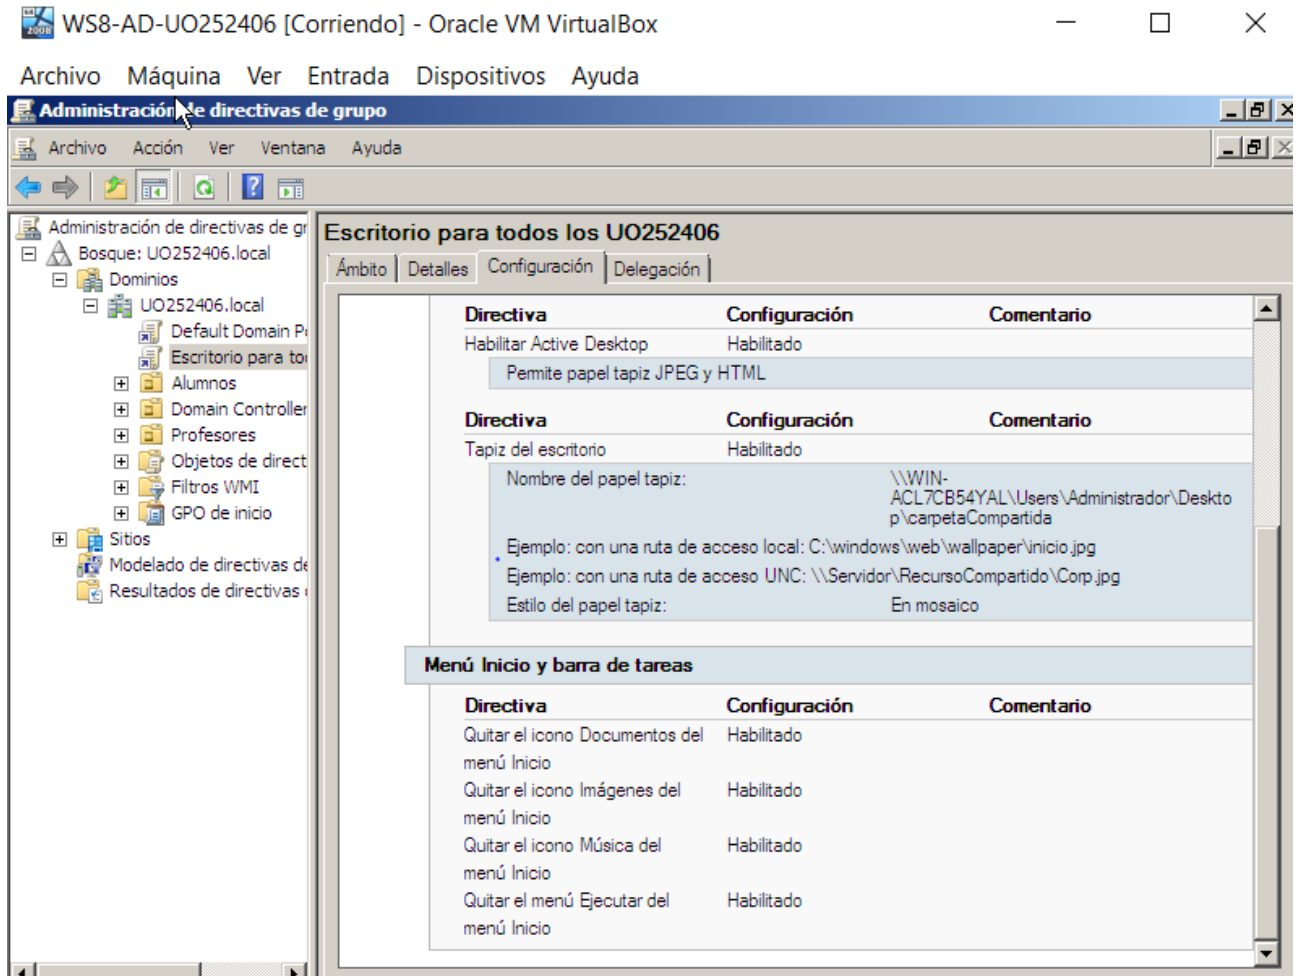 WS8-AD-UO252406 [Corriendo] - Oracle VM VirtualBox
Archivo Máquina Ver Entrada Dispositivos Ayuda
Administración de directivas de grupo
Archivo Acción Ver Ventana Ayuda
Administración de directivas de gr
Bosque: UO252406.local
Dominios
UO252406.local
Default Domain P
Escritorio para to
Alumnos
Domain Controller
Profesores
Objetos de direct
Filtros WMI
GPO de inicio
Sitios
Modelado de directivas de
Resultados de directivas
Escritorio para todos los UO252406
Ámbito Detalles Configuración Delegación
Directiva Configuración Comentario
Habilitar Active Desktop Habilitado
Permite papel tapiz JPEG y HTML
Directiva Configuración Comentario
Tapiz del escritorio Habilitado
Nombre del papel tapiz: \\WIN-
ACL7CB54YAL\Users\Administrador\Deskto
p\carpetaCompartida
Ejemplo: con una ruta de acceso local: C:\windows\web\wallpaper\inicio.jpg
Ejemplo: con una ruta de acceso UNC: \\Servidor\RecursoCompartido\Corp.jpg
Estilo del papel tapiz: En mosaico
Menú Inicio y barra de tareas
Directiva Configuración Comentario
Quitar el icono Documentos del Habilitado
menú Inicio
Quitar el icono Imágenes del Habilitado
menú Inicio
Quitar el icono Música del Habilitado
menú Inicio
Quitar el menú Ejecutar del Habilitado
menú Inicio